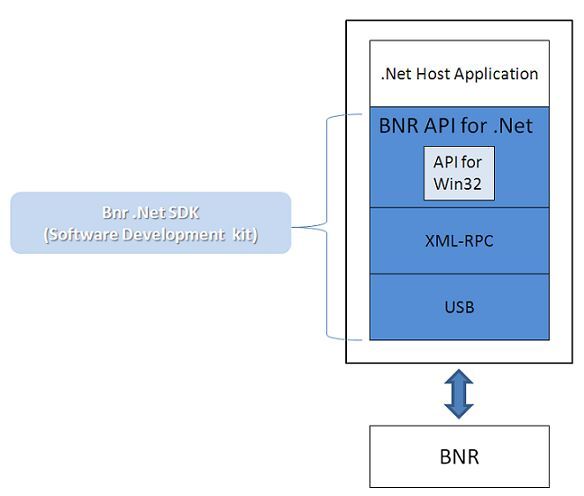 .Net Host Application
BNR API for .Net
API for
Win32
Bnr .Net SDK
(Software Development kit)
XML-RPC
USB
BNR